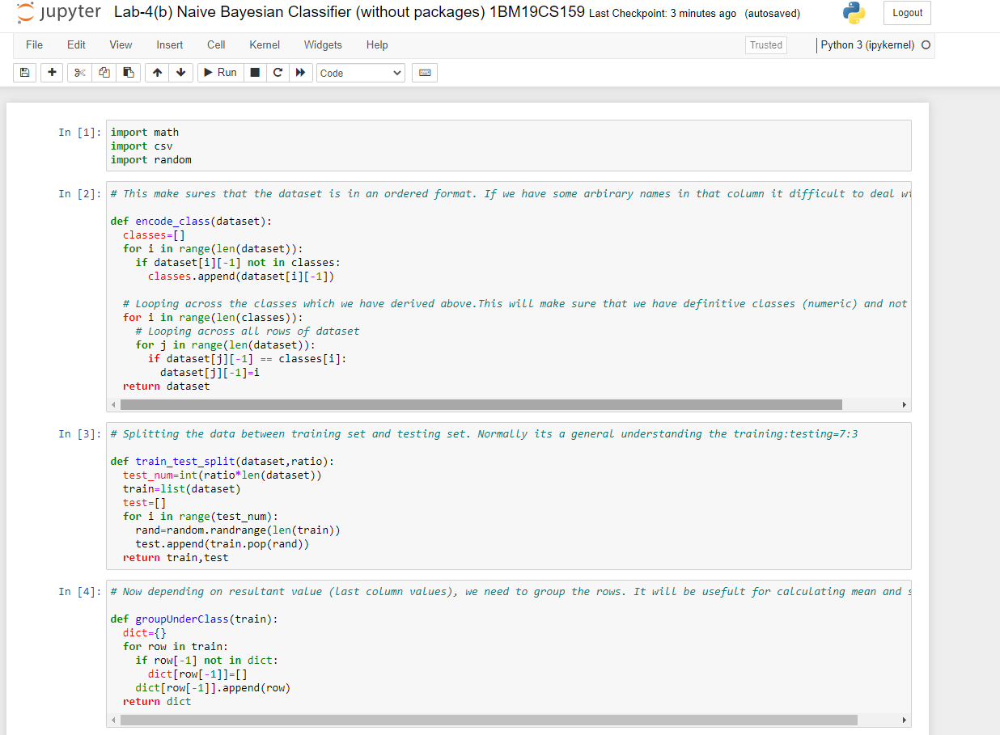 jupyter Lab-4(b) Naive Bayesian Classifier (without packages) 1BM19CS159 Last Checkpoint: 3 minutes ago (autosaved)
Logout
File Edit View Insert Cell Kernel Widgets Help
Trusted
Python 3 (ipykernel)
Run
Code
In [1]:
import math
import csv
import random
In [2]:
# This make sures that the dataset is in an ordered format. If we have some arbirary names in that column it difficult to deal wi
def encode_class(dataset):
  classes=[]
  for i in range(len(dataset)):
    if dataset[i][-1] not in classes:
      classes.append(dataset[i][-1])
  # Looping across the classes which we have derived above.This will make sure that we have definitive classes (numeric) and not
  for i in range(len(classes)):
    # Looping across all rows of dataset
    for j in range(len(dataset)):
      if dataset[j][-1] == classes[i]:
        dataset[j][-1]=i
  return dataset
In [3]:
# Splitting the data between training set and testing set. Normally its a general understanding the training:testing=7:3
def train_test_split(dataset,ratio):
  test_num=int(ratio*len(dataset))
  train=list(dataset)
  test=[]
  for i in range(test_num):
    rand=random.randrange(len(train))
    test.append(train.pop(rand))
  return train,test
In [4]:
# Now depending on resultant value (last column values), we need to group the rows. It will be usefult for calculating mean and s
def groupUnderClass(train):
  dict={}
  for row in train:
    if row[-1] not in dict:
      dict[row[-1]]=[]
    dict[row[-1]].append(row)
  return dict